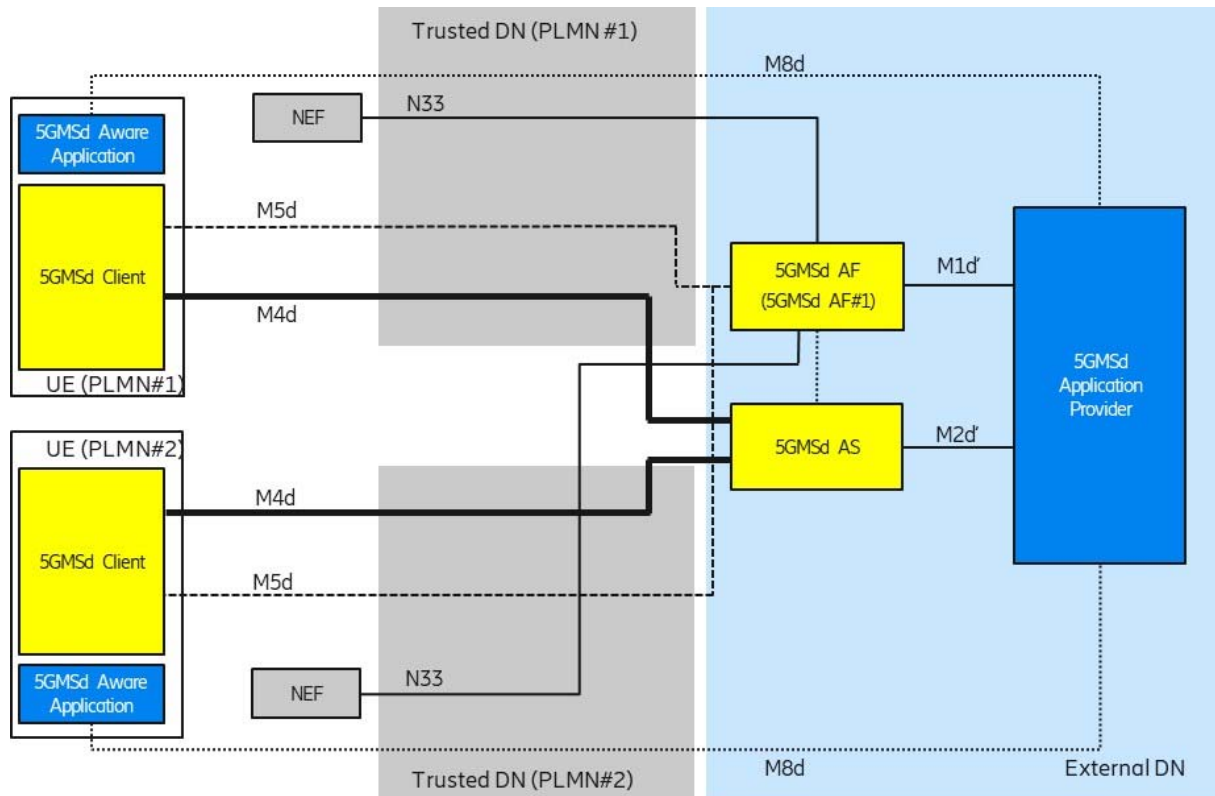 Trusted DN (PLMN #1)
M8d
N33
NEF
5GMSd Aware
Application
M5d
5GMSd Client
M4d
UE (PLMN#1)
5GMSd AF
(5GMSd AF#1)
M1d'
5GMSd
Application
Provider
5GMSd AS
M2d'
UE (PLMN#2)
M4d
5GMSd Client
M5d
5GMSd Aware
Application
NEF
N33
Trusted DN (PLMN#2)
M8d
External DN